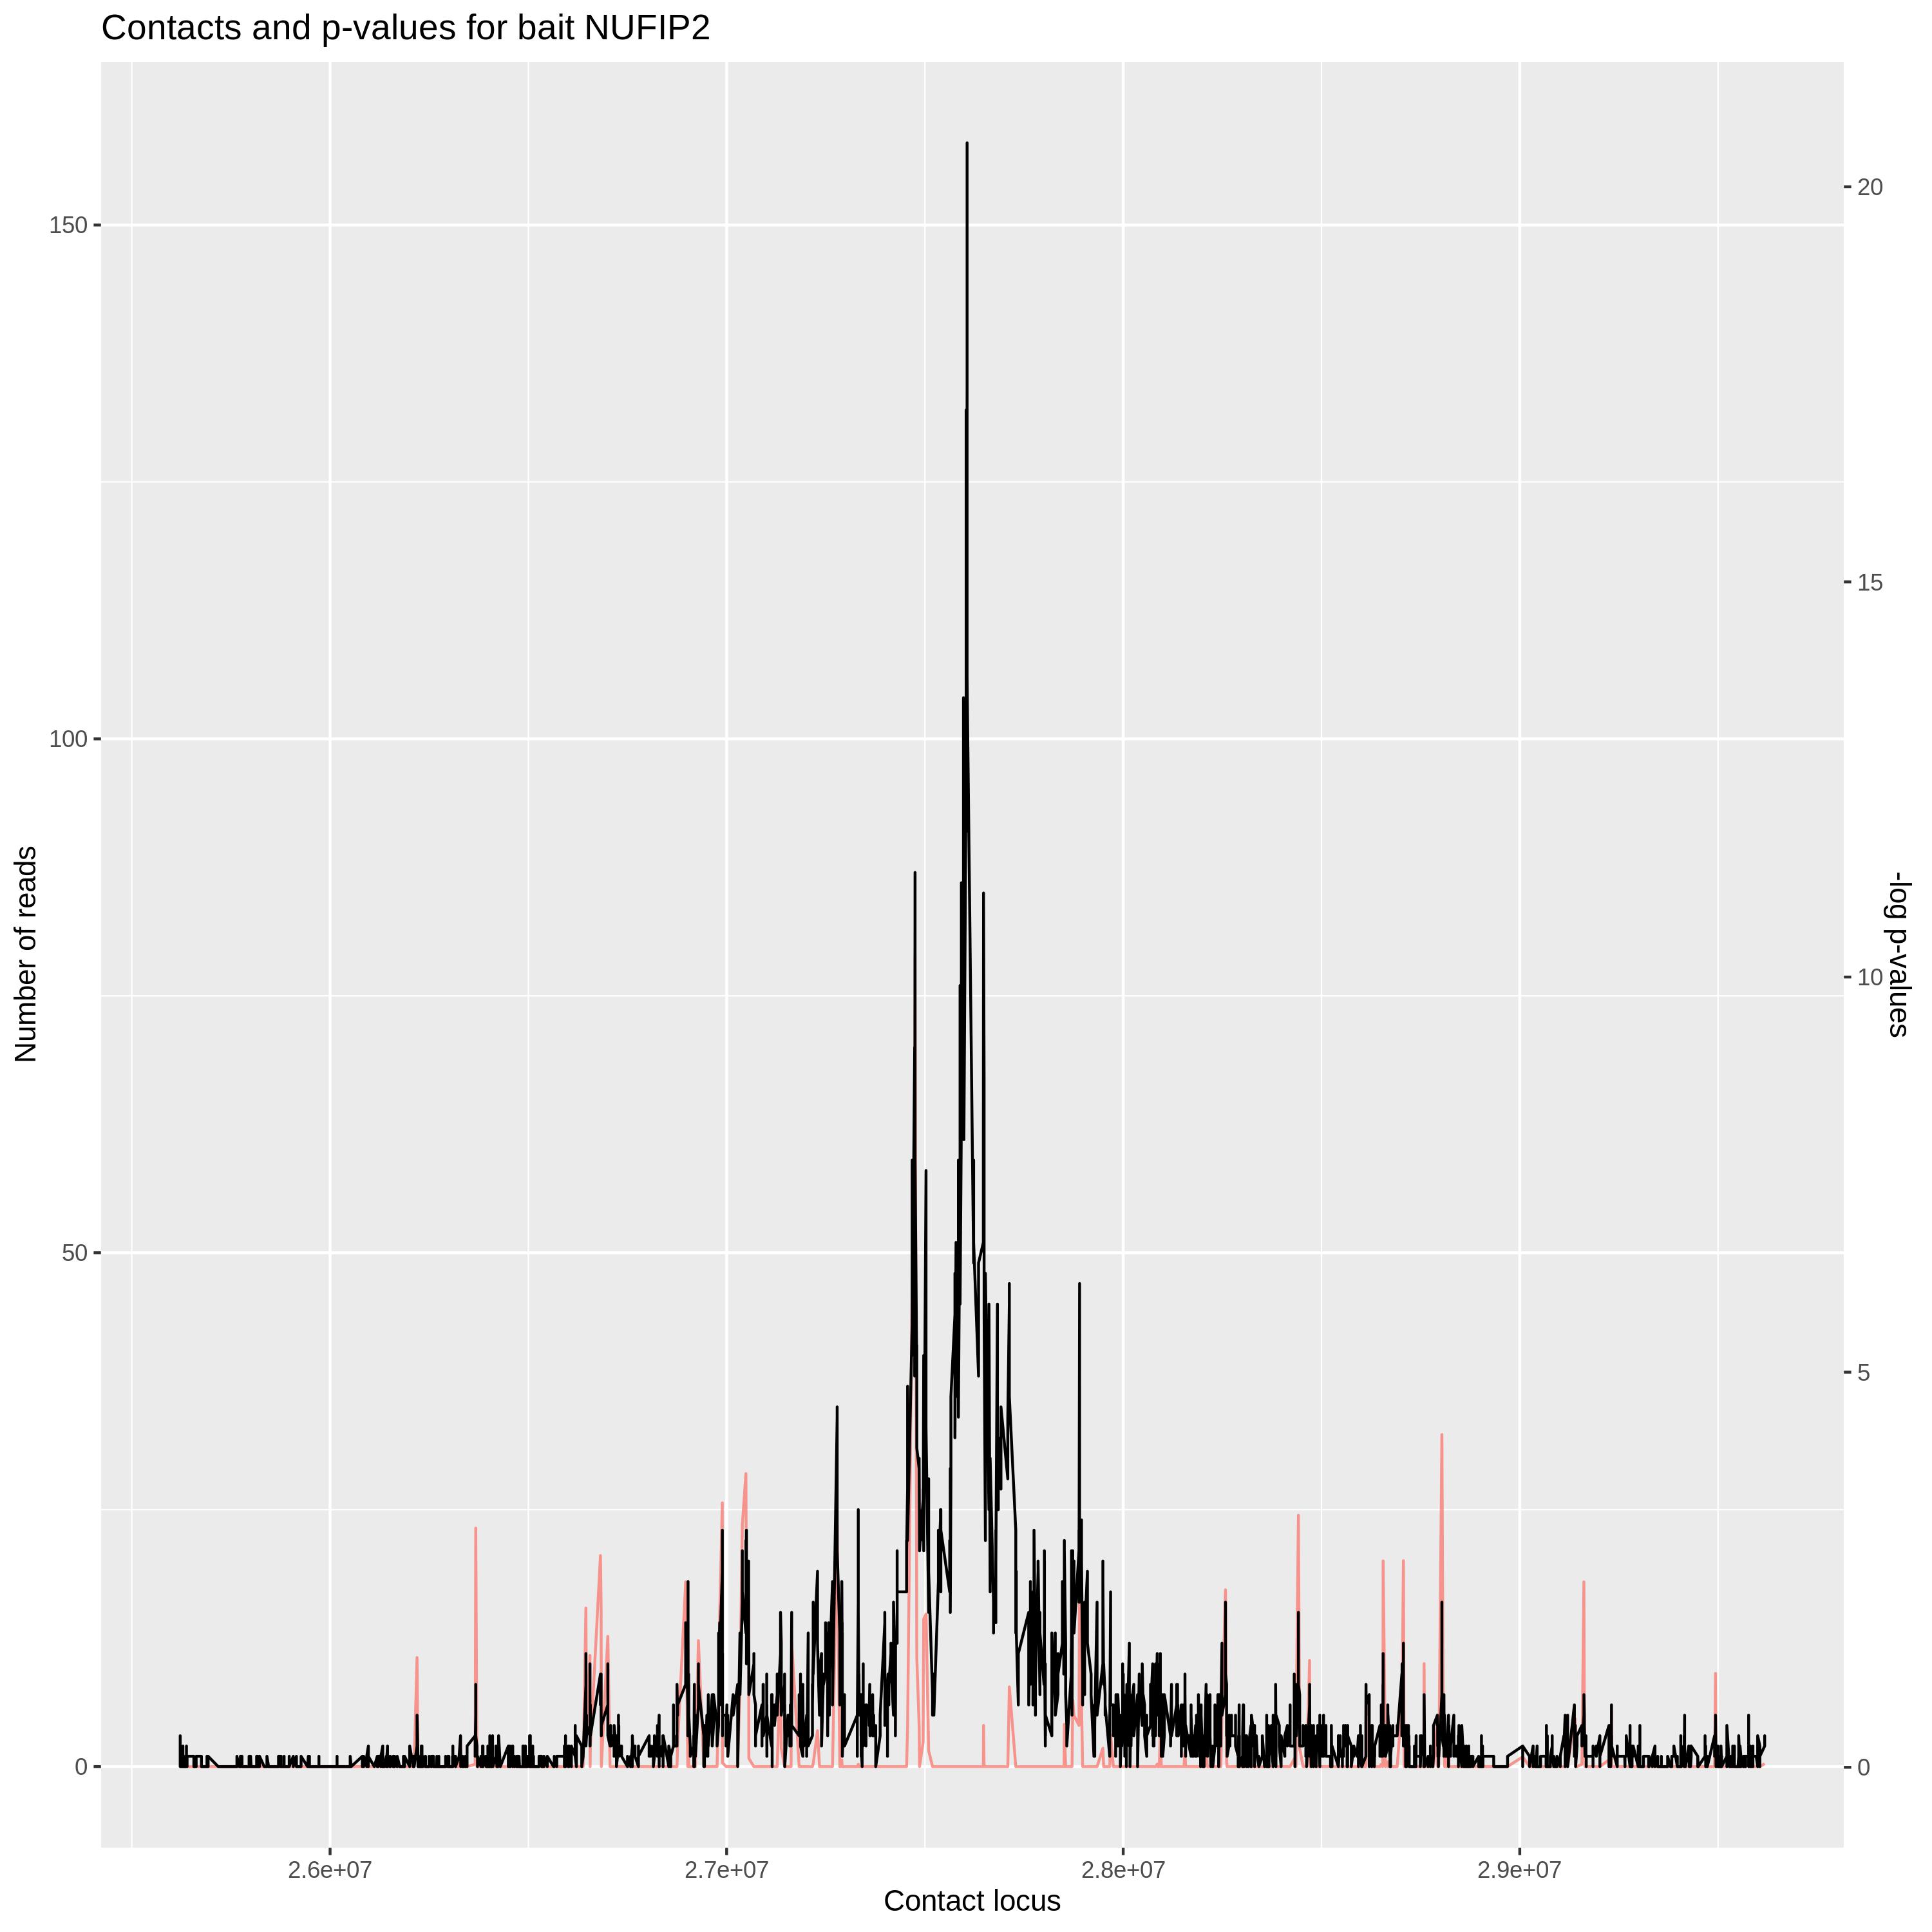 Contacts and p-values for bait NUFIP2
150
100
50
0
Number of reads
20
15
10
5
0
-log p-values
2.6e+07
2.7e+07
2.8e+07
2.9e+07
Contact locus